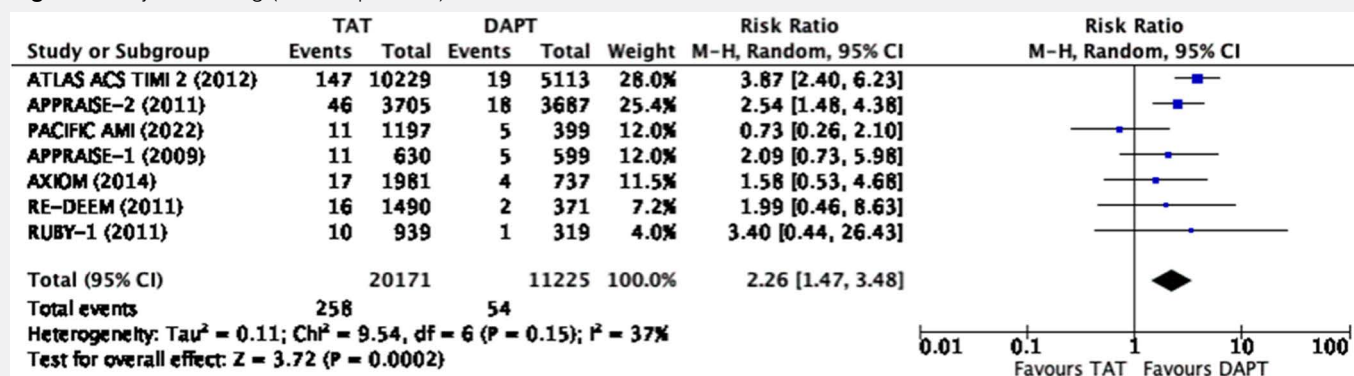 TAT DAPT Risk Ratio Risk Ratio
Study or Subgroup Events Total Events Total Weight M-H, Random, 95% CI M-H, Random, 95% CI
ATLAS ACS TIMI 2 (2012) 147 10229 19 5113 28.0% 3.87 [2.40, 6.23]
APPRAISE-2 (2011) 46 3705 18 3687 25.4% 2.54 [1.48, 4.38]
PACIFIC AMI (2022) 11 1197 5 399 12.0% 0.73 [0.26, 2.10]
APPRAISE-1 (2009) 11 630 5 599 12.0% 2.09 [0.73, 5.98]
AXIOM (2014) 17 1981 4 737 11.5% 1.58 [0.53, 4.68]
RE-DEEM (2011) 16 1490 2 371 7.2% 1.99 [0.46, 8.63]
RUBY-1 (2011) 10 939 1 319 4.0% 3.40 [0.44, 26.43]
Total (95% CI) 20171 11225 100.0% 2.26 [1.47, 3.48]
Total events 258 54
Heterogeneity: Tau² = 0.11; Chi² = 9.54, df = 6 (P = 0.15); I² = 37%
Test for overall effect: Z = 3.72 (P = 0.0002)
0.01 0.1 1 10 100
Favours TAT Favours DAPT